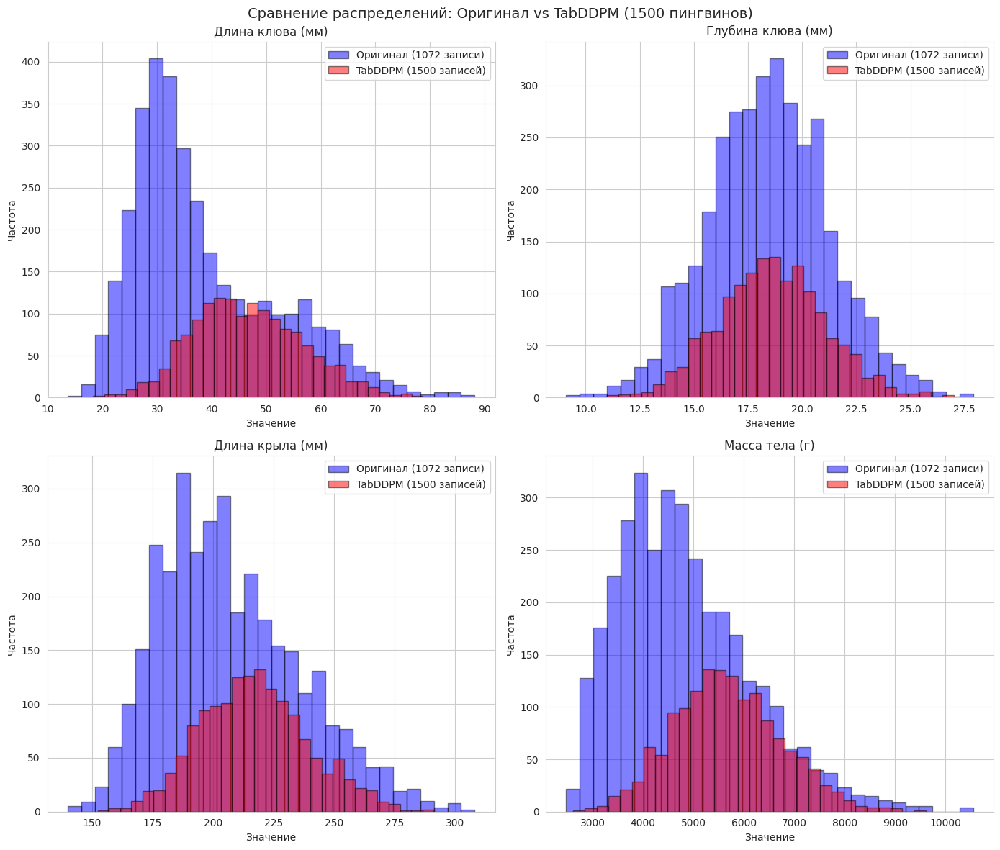 Сравнение распределений: Оригинал vs TabDDPM (1500 пингвинов)
Длина клюва (мм)
Оригинал (1072 записи)
TabDDPM (1500 записей)
Частота
400
350
300
250
200
150
100
50
0
10 20 30 40 50 60 70 80 90
Значение
Глубина клюва (мм)
Оригинал (1072 записи)
TabDDPM (1500 записей)
Частота
300
250
200
150
100
50
0
10.0 12.5 15.0 17.5 20.0 22.5 25.0 27.5
Значение
Длина крыла (мм)
Оригинал (1072 записи)
TabDDPM (1500 записей)
Частота
300
250
200
150
100
50
0
150 175 200 225 250 275 300
Значение
Масса тела (г)
Оригинал (1072 записи)
TabDDPM (1500 записей)
Частота
300
250
200
150
100
50
0
3000 4000 5000 6000 7000 8000 9000 10000
Значение